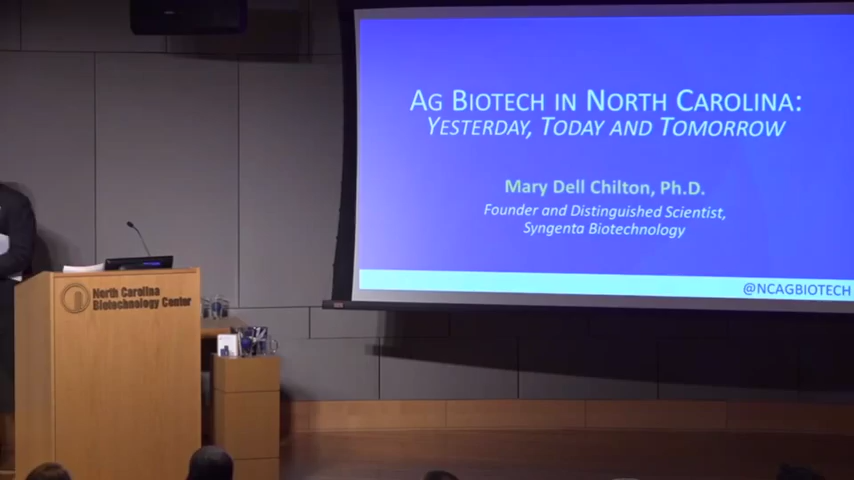 AG BIOTECH IN NORTH CAROLINA:
YESTERDAY, TODAY AND TOMORROW
Mary Dell Chilton, Ph.D.
Founder and Distinguished Scientist,
Syngenta Biotechnology
@NCAGBIOTECH
North Carolina
Biotechnology Center